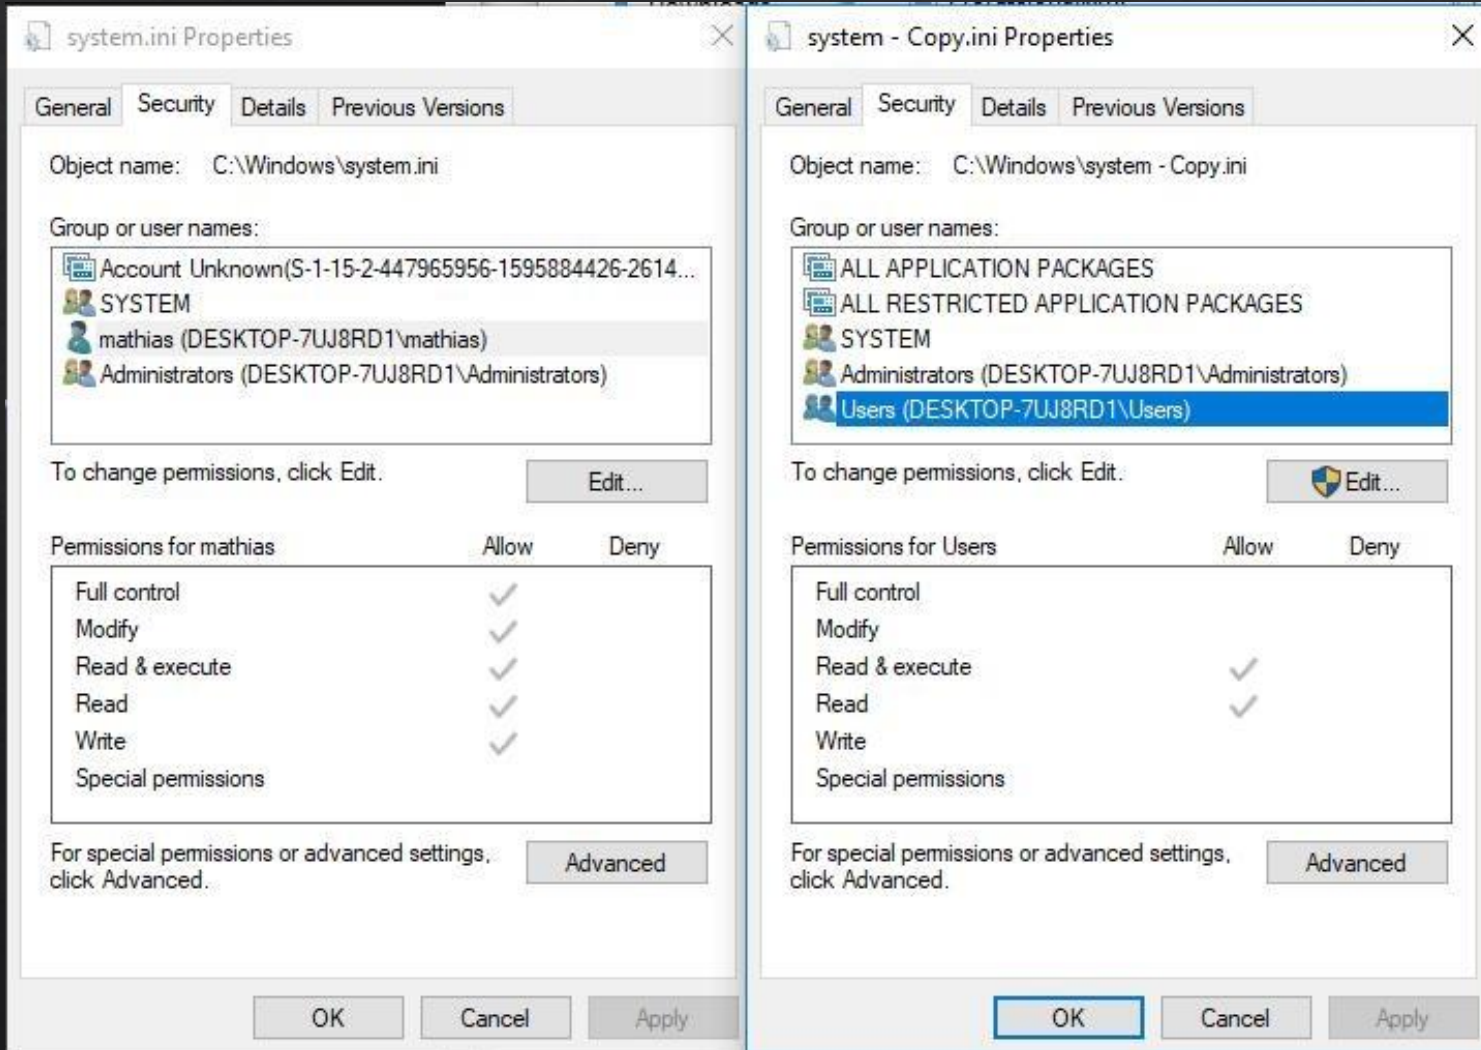 system.ini Properties
General Security Details Previous Versions
Object name: C:\Windows\system.ini
Group or user names:
Account Unknown(S-1-15-2-447965956-1595884426-2614...
SYSTEM
mathias (DESKTOP-7UJ8RD1\mathias)
Administrators (DESKTOP-7UJ8RD1\Administrators)
To change permissions, click Edit.
Edit...
Permissions for mathias Allow Deny
Full control
Modify
Read & execute
Read
Write
Special permissions
For special permissions or advanced settings,
click Advanced.
Advanced
OK Cancel Apply
system - Copy.ini Properties
General Security Details Previous Versions
Object name: C:\Windows\system - Copy.ini
Group or user names:
ALL APPLICATION PACKAGES
ALL RESTRICTED APPLICATION PACKAGES
SYSTEM
Administrators (DESKTOP-7UJ8RD1\Administrators)
Users (DESKTOP-7UJ8RD1\Users)
To change permissions, click Edit.
Edit...
Permissions for Users Allow Deny
Full control
Modify
Read & execute
Read
Write
Special permissions
For special permissions or advanced settings,
click Advanced.
Advanced
OK Cancel Apply